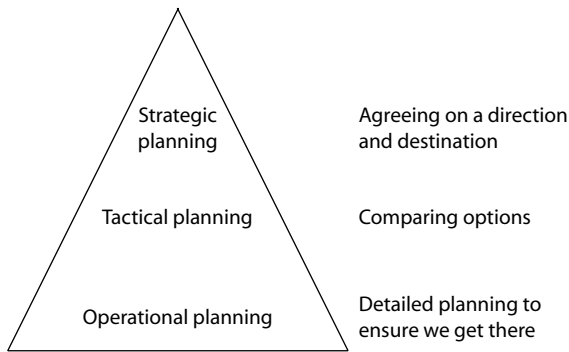 Strategic
planning
Agreeing on a direction
and destination
Tactical planning
Comparing options
Operational planning
Detailed planning to
ensure we get there